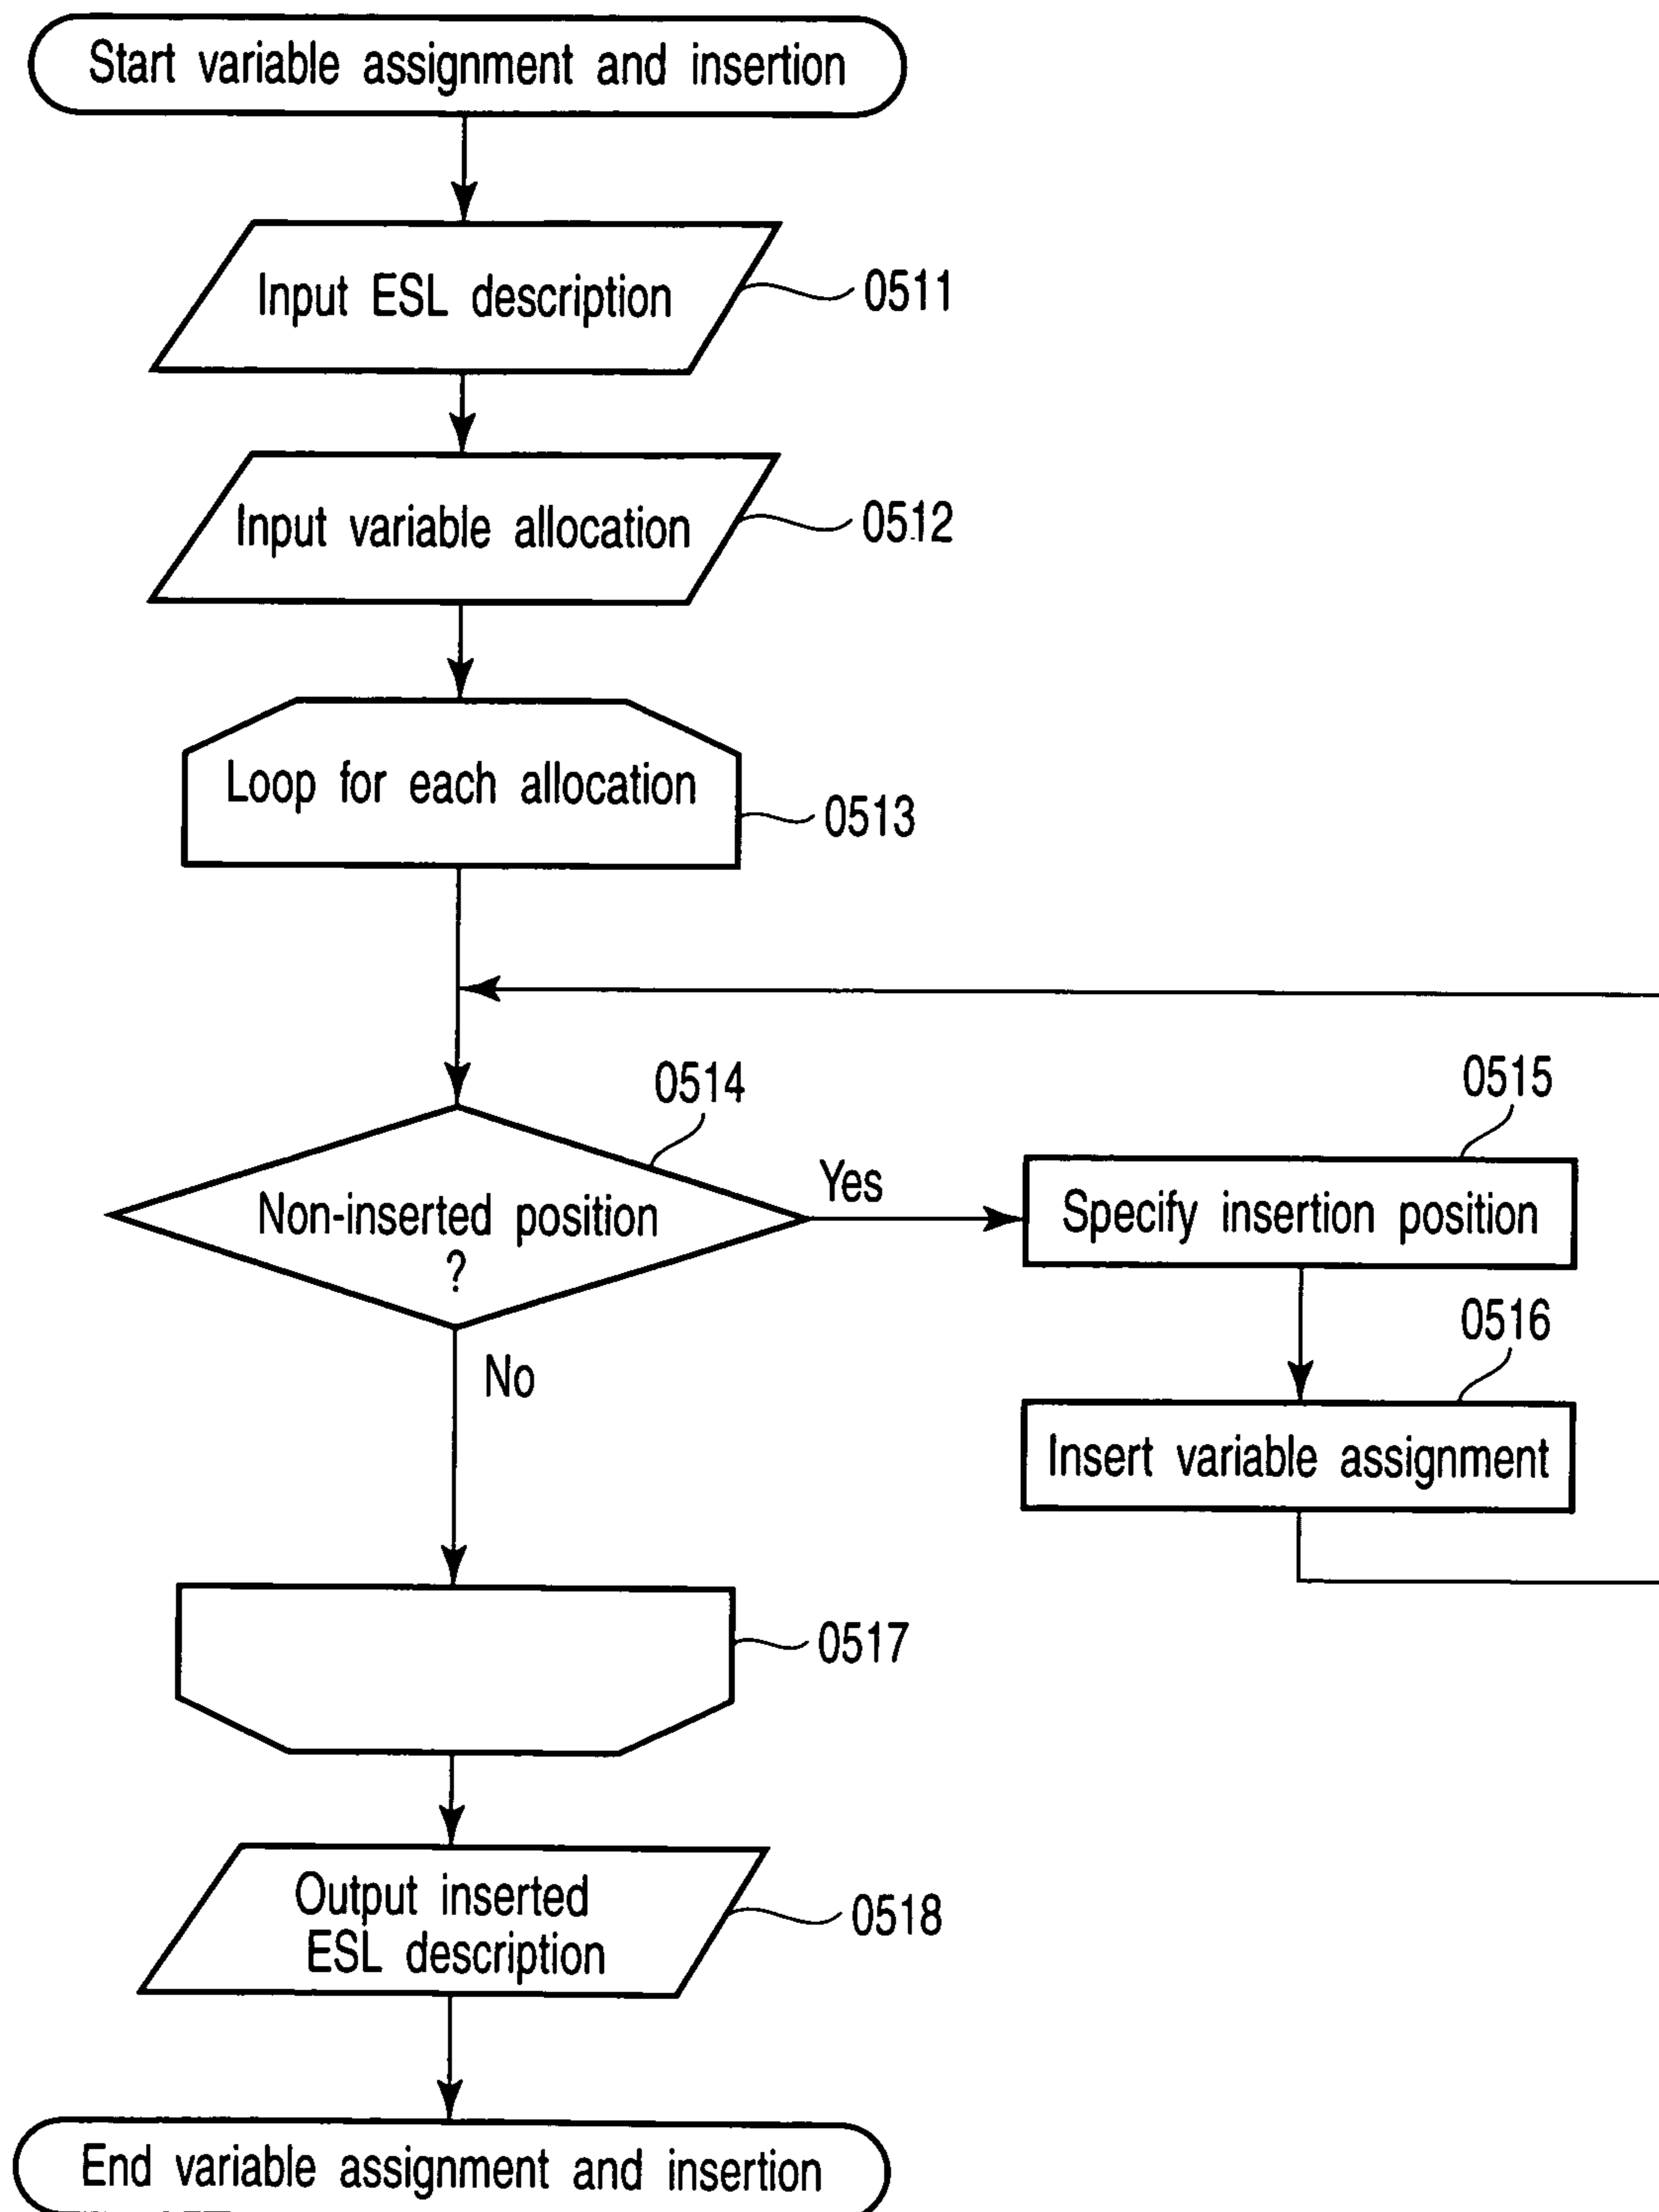 Start variable assignment and insertion
Input ESL description
0511
Input variable allocation
0512
Loop for each allocation
0513
0514
Non-inserted position
?
Yes
No
0515
Specify insertion position
0516
Insert variable assignment
0517
Output inserted
ESL description
0518
End variable assignment and insertion